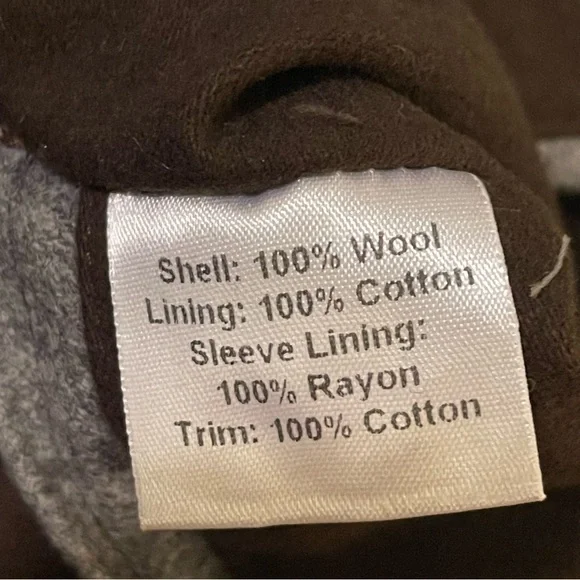 Shell: 100% Wool
Lining: 100% Cotton
Sleeve Lining:
100% Rayon
Trim: 100% Cotton